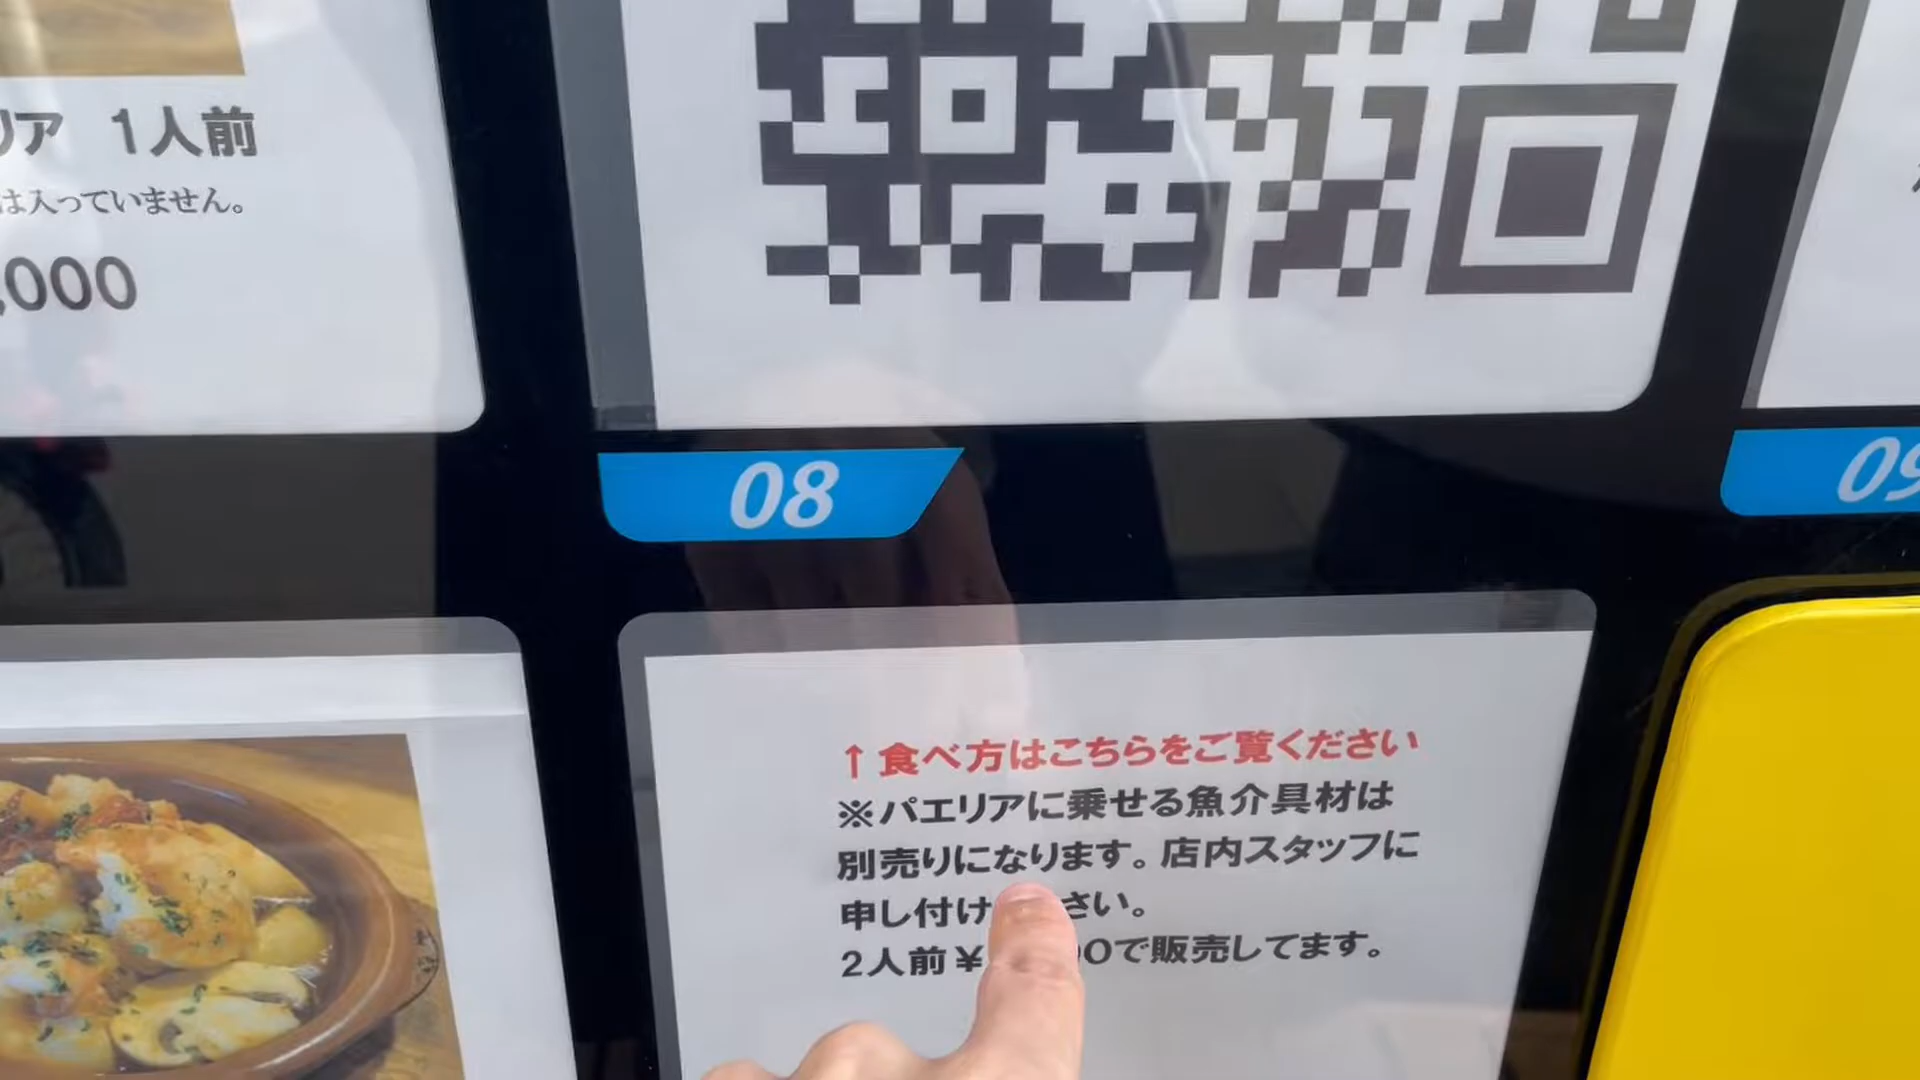 リア 1人前
は入っていません。
,000
08
09
↑食べ方はこちらをご覧ください
※パエリアに乗せる魚介具材は
別売りになります。店内スタッフに
申し付け さい。
2人前¥ 0で販売してます。